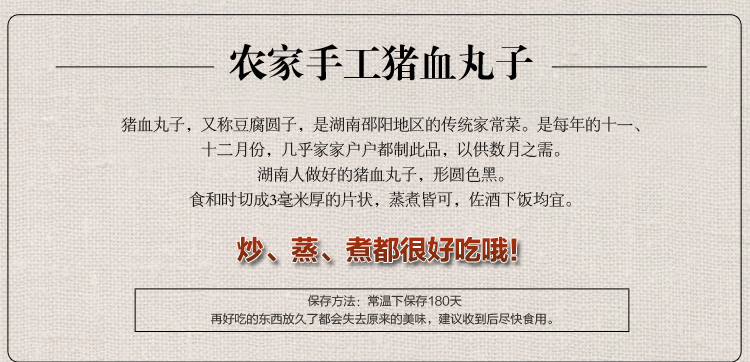 农家手工猪血丸子
猪血丸子，又称豆腐圆子，是湖南邵阳地区的传统家常菜。是每年的十一、
十二月份，几乎家家户户都制此品，以供数月之需。
湖南人做好的猪血丸子，形圆色黑。
食和时切成3毫米厚的片状，蒸煮皆可，佐酒下饭均宜。
炒、蒸、煮都很好吃哦!
保存方法：常温下保存180天
再好吃的东西放久了都会失去原来的美味，建议收到后尽快食用。